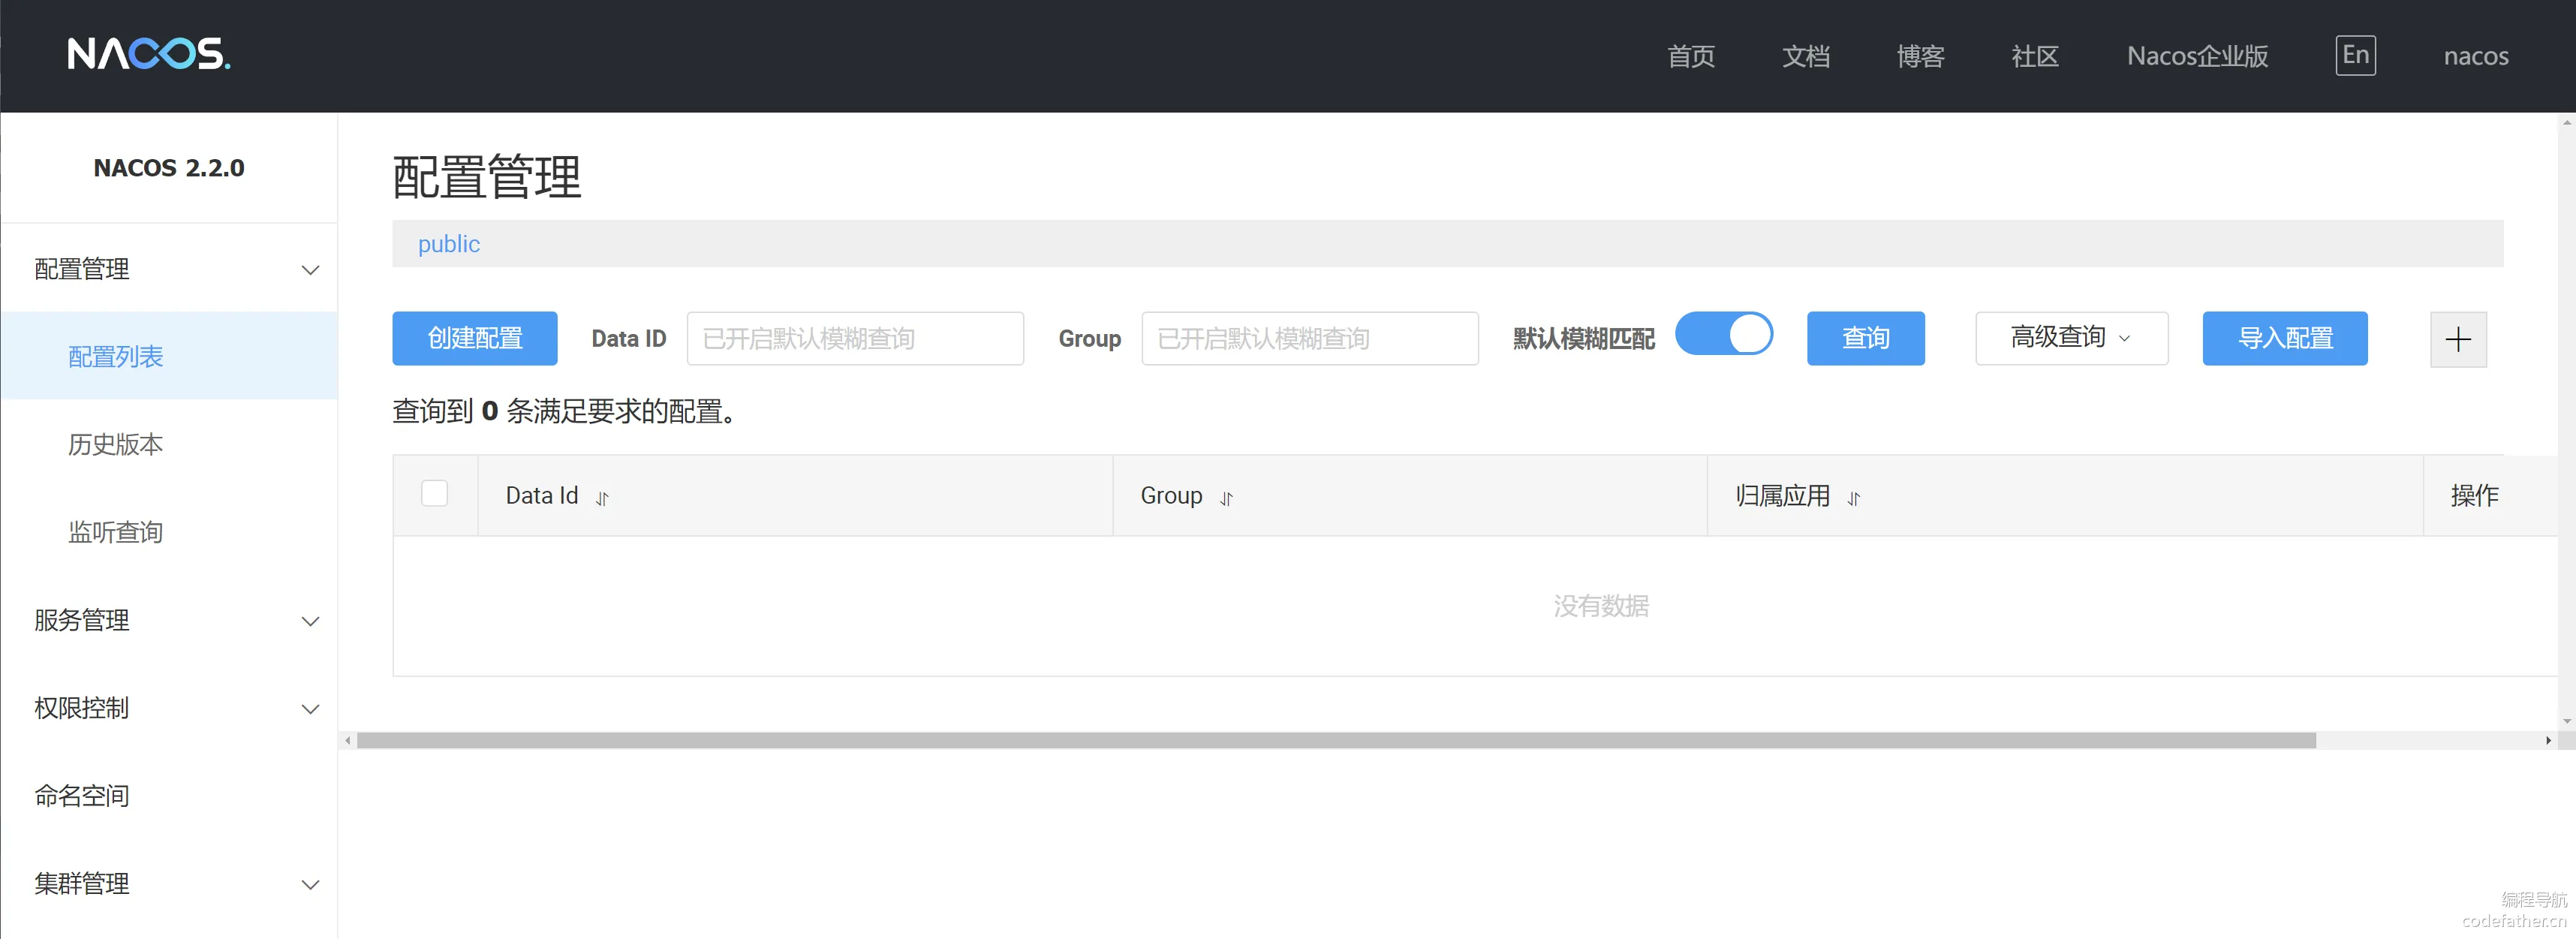 NACOS.
首页 文档 博客 社区 Nacos企业版 En nacos
NACOS 2.2.0
配置管理
配置列表
历史版本
监听查询
服务管理
权限控制
命名空间
集群管理
配置管理
public
创建配置 Data ID 已开启默认模糊查询 Group 已开启默认模糊查询 默认模糊匹配 查询 高级查询 导入配置
查询到 0 条满足要求的配置。
Data Id Group 归属应用 操作
没有数据
编程导航
codefather.cn